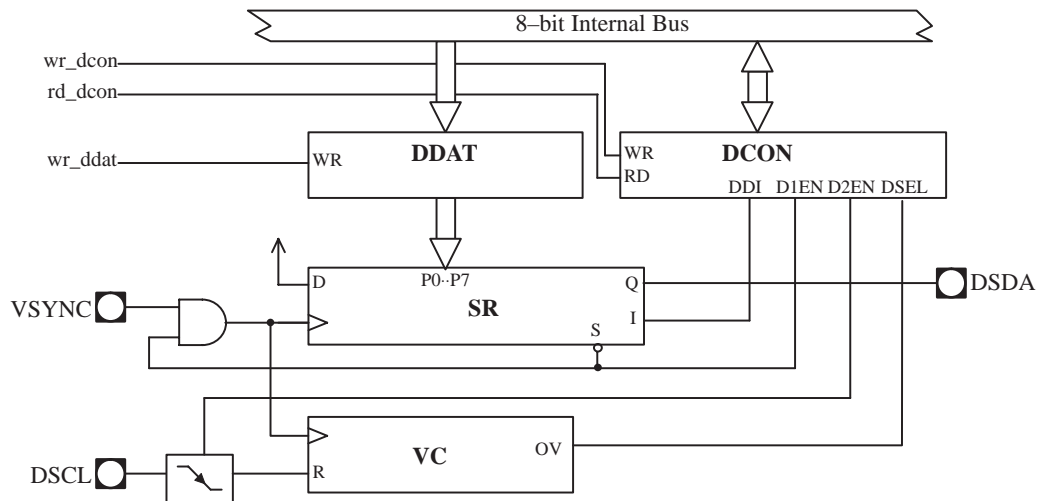 8–bit Internal Bus
wr_dcon
rd_dcon
wr_ddat
WR
DDAT
WR
RD
DCON
DDI D1EN D2EN DSEL
D
P0··P7
SR
Q
I
S
DSDA
VSYNC
VC
R
OV
DSCL